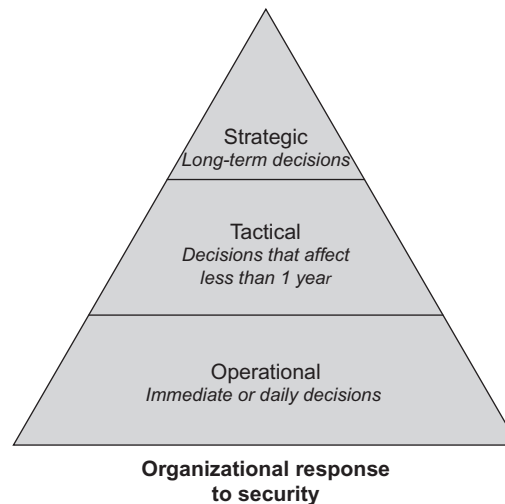 Strategic
Long-term decisions
Tactical
Decisions that affect
less than 1 year
Operational
Immediate or daily decisions
Organizational response
to security